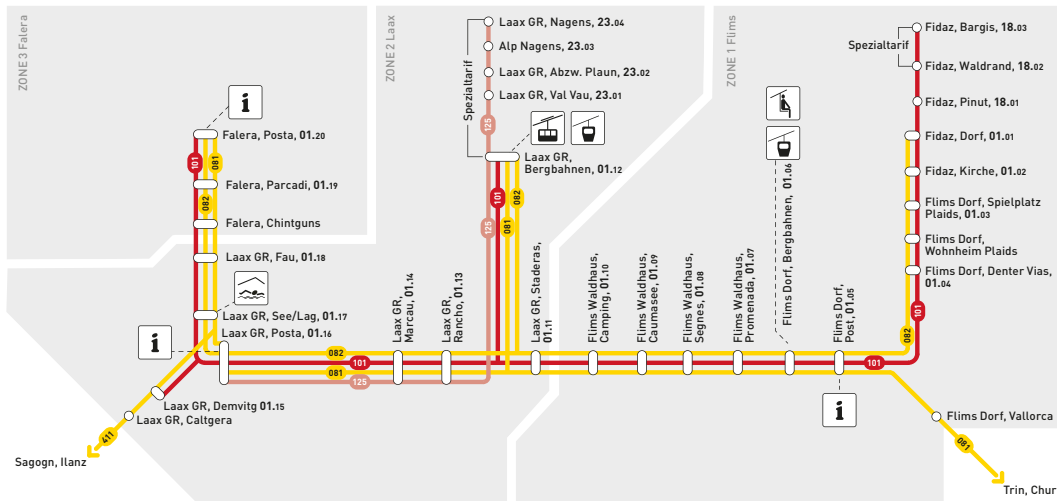 ZONE 3 Falera
ZONE 2 Laax
ZONE 1 Flims
Spezialtarif
Laax GR, Nagens, 23.04
Alp Nagens, 23.03
Laax GR, Abzw. Plaun, 23.02
Laax GR, Val Vau, 23.01
125
Laax GR,
Bergbahnen, 01.12
125
101
081
082
i
Falera, Posta, 01.20
101
081
082
Falera, Parcadi, 01.19
Falera, Chintguns
Laax GR, Fau, 01.18
Laax GR, See/Lag, 01.17
Laax GR, Posta, 01.16
i
Laax GR, Demvitg 01.15
Laax GR, Caltgera
411
Sagogn, Ilanz
082
101
081
125
Laax GR,
Marcau, 01.14
Laax GR,
Rancho, 01.13
Laax GR, Staderas,
01.11
Flims Waldhaus,
Camping, 01.10
Flims Waldhaus,
Caumasee, 01.09
Flims Waldhaus,
Segnes, 01.08
Flims Waldhaus,
Promenada, 01.07
Flims Dorf, Bergbahnen, 01.06
Flims Dorf,
Post, 01.05
i
101
Spezialtarif
Fidaz, Bargis, 18.03
Fidaz, Waldrand, 18.02
Fidaz, Pinut, 18.01
Fidaz, Dorf, 01.01
Fidaz, Kirche, 01.02
Flims Dorf, Spielplatz
Plaids, 01.03
Flims Dorf,
Wohnheim Plaids
Flims Dorf, Denter Vias,
01.04
101
082
Flims Dorf, Vallorca
081
Trin, Chur